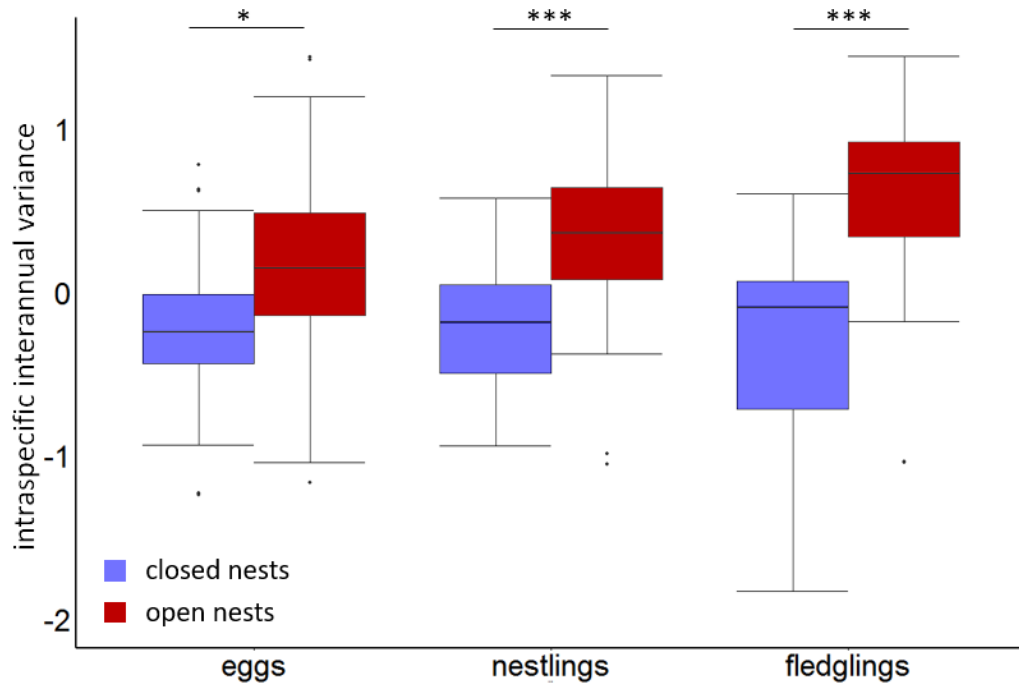 * *** ***
intraspecific interannual variance
1
0
-1
-2
closed nests
open nests
eggs nestlings fledglings